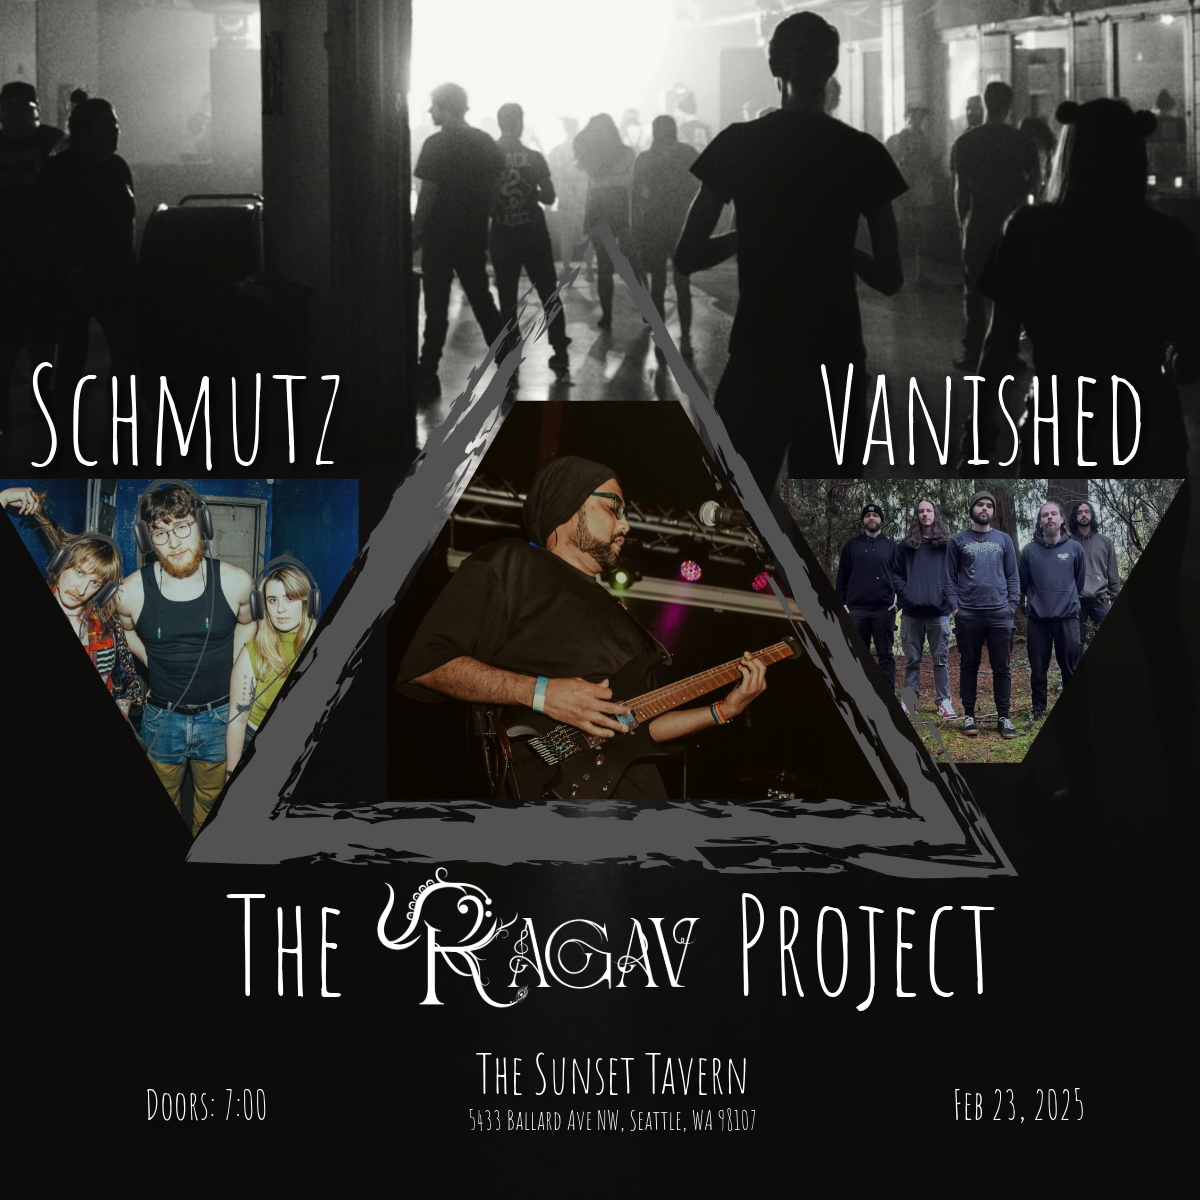 Schmutz
Vanished
The Ragav Project
The Sunset Tavern
5433 Ballard Ave NW, Seattle, WA 98107
Doors: 7:00
Feb 23, 2025